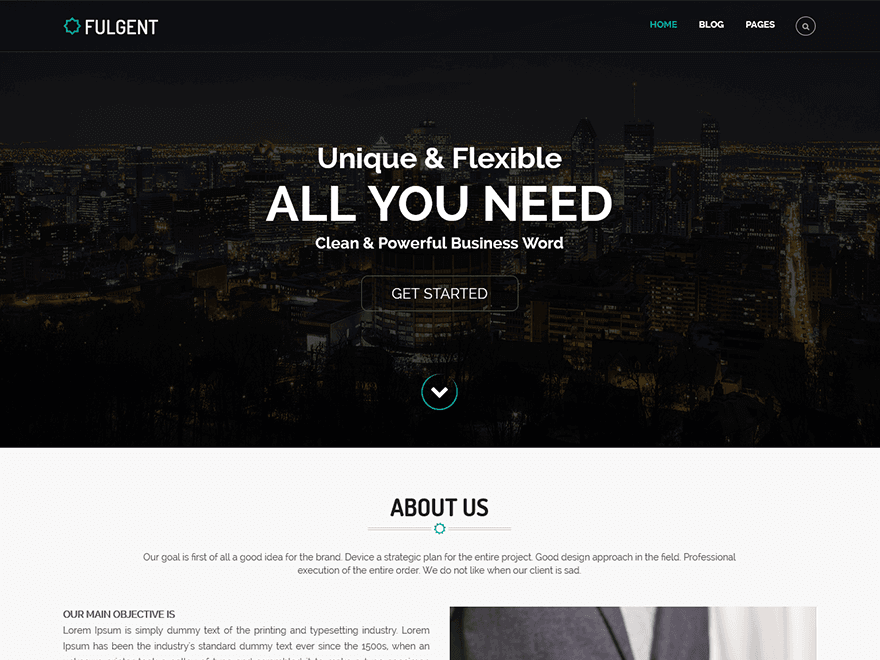 FULGENT
HOME BLOG PAGES
Unique & Flexible
ALL YOU NEED
Clean & Powerful Business Word
GET STARTED
ABOUT US
Our goal is first of all a good idea for the brand. Device a strategic plan for the entire project. Good design approach in the field. Professional
execution of the entire order. We do not like when our client is sad.
OUR MAIN OBJECTIVE IS
Lorem Ipsum is simply dummy text of the printing and typesetting industry. Lorem
Ipsum has been the industry's standard dummy text ever since the 1500s, when an